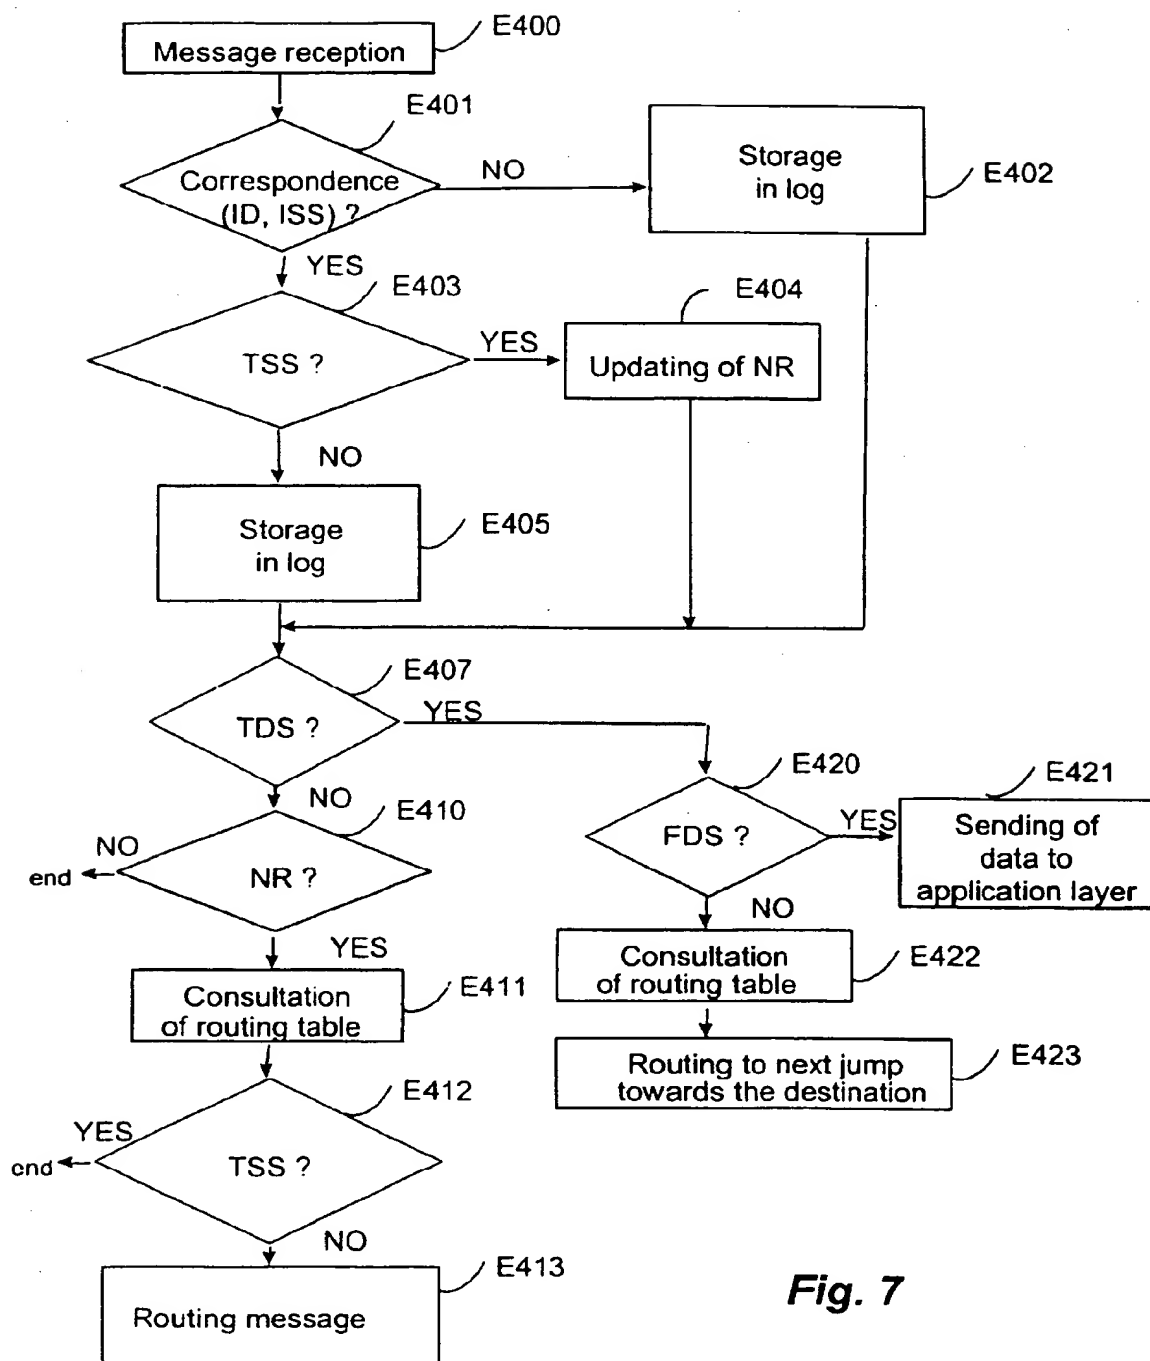 E400
Message reception
E401
Correspondence
(ID, ISS) ?
NO
Storage
in log
E402
YES
E403
TSS ?
YES
E404
Updating of NR
NO
Storage
in log
E405
E407
TDS ?
YES
NO
E420
FDS ?
YES
E421
Sending of
data to
application layer
E410
NR ?
NO
end
YES
NO
Consultation
of routing table
E422
Consultation
of routing table
E411
Routing to next jump
towards the destination
E423
E412
TSS ?
YES
end
NO
E413
Routing message
Fig. 7